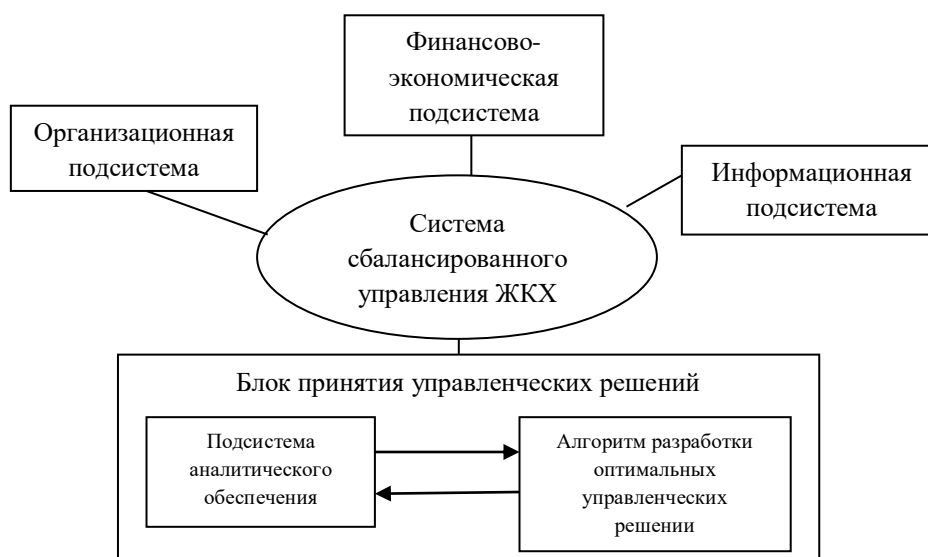 Финансово-
экономическая
подсистема
Организационная
подсистема
Информационная
подсистема
Система
сбалансированного
управления ЖКХ
Блок принятия управленческих решений
Подсистема
аналитического
обеспечения
Алгоритм разработки
оптимальных
управленческих
решении